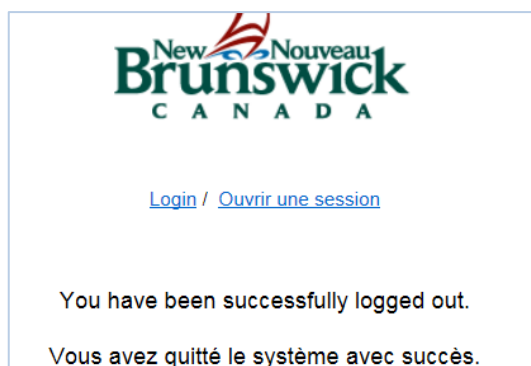 New Nouveau
Brunswick
CANADA
Login / Ouvrir une session
You have been successfully logged out.
Vous avez quitté le système avec succès.